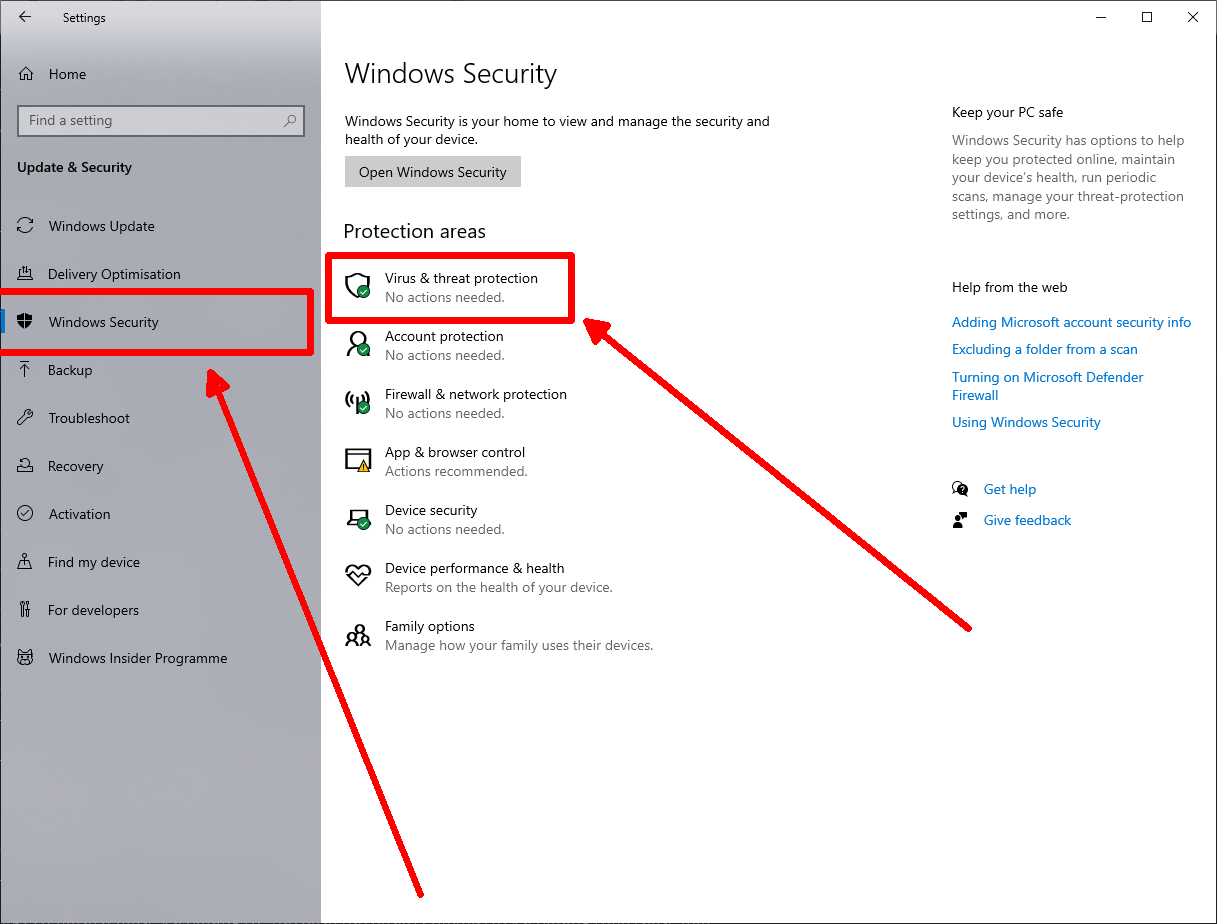 Settings
Home
Find a setting
Update & Security
Windows Update
Delivery Optimisation
Windows Security
Backup
Troubleshoot
Recovery
Activation
Find my device
For developers
Windows Insider Programme
Windows Security
Windows Security is your home to view and manage the security and
health of your device.
Open Windows Security
Protection areas
Virus & threat protection
No actions needed.
Account protection
No actions needed.
Firewall & network protection
No actions needed.
App & browser control
Actions recommended.
Device security
No actions needed.
Device performance & health
Reports on the health of your device.
Family options
Manage how your family uses their devices.
Keep your PC safe
Windows Security has options to help
keep you protected online, maintain
your device's health, run periodic
scans, manage your threat-protection
settings, and more.
Help from the web
Adding Microsoft account security info
Excluding a folder from a scan
Turning on Microsoft Defender
Firewall
Using Windows Security
Get help
Give feedback